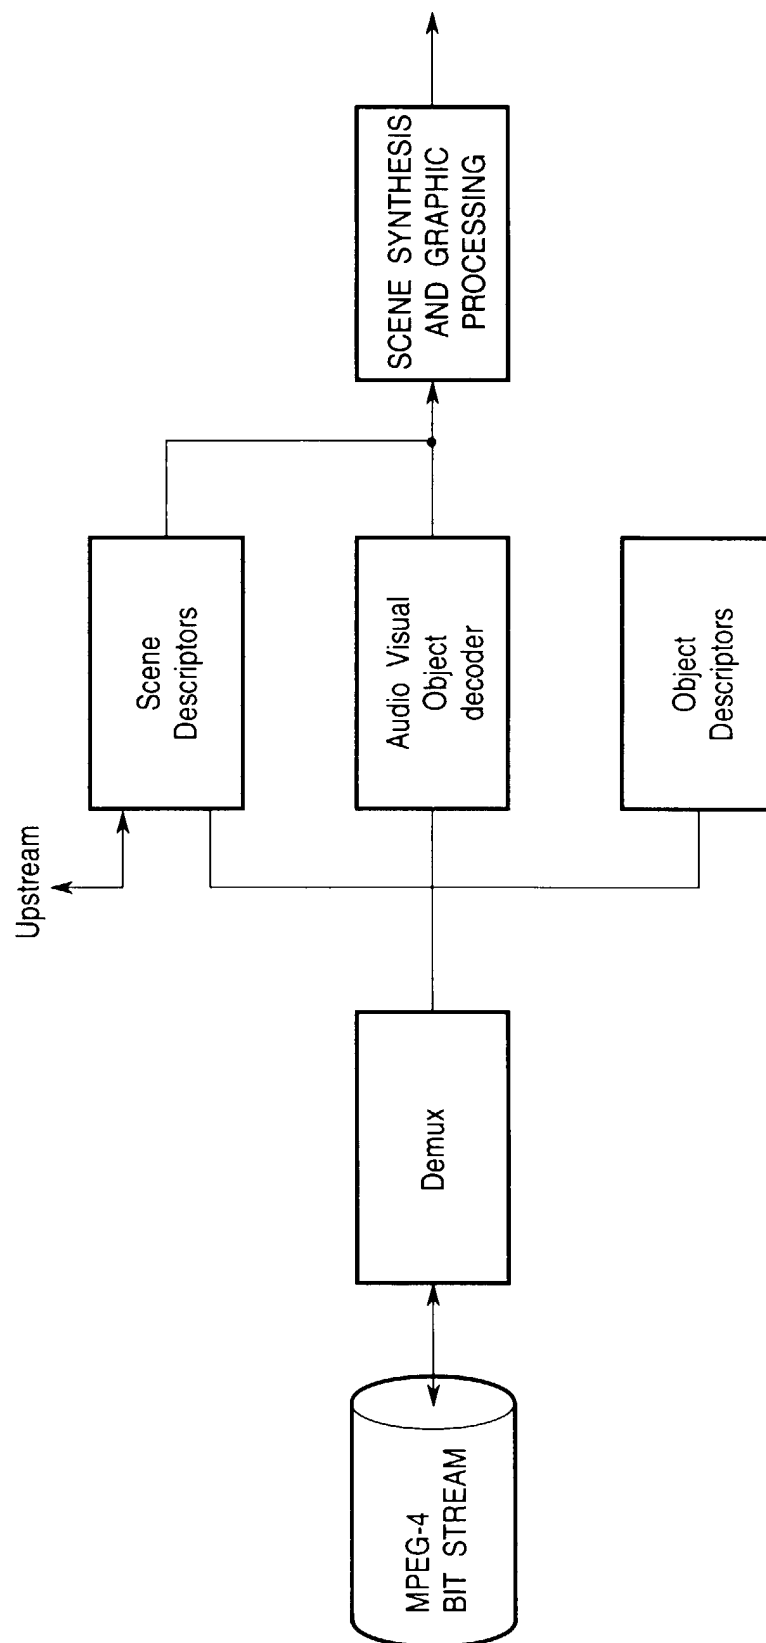 MPEG-4
BIT STREAM
Demux
Upstream
Scene
Descriptors
Audio Visual
Object
decoder
Object
Descriptors
SCENE SYNTHESIS
AND GRAPHIC
PROCESSING